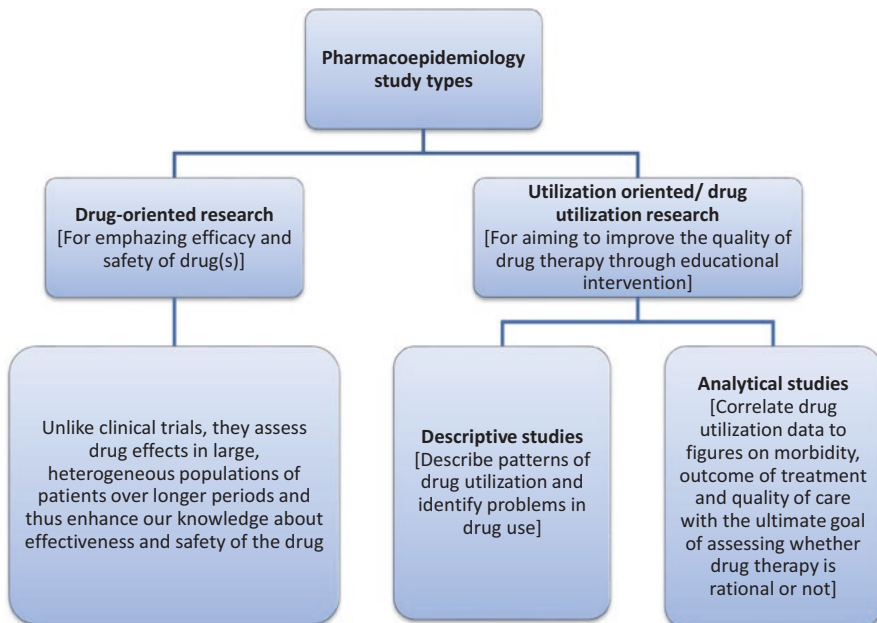 Pharmacoepidemiology
study types
Drug-oriented research
[For emphazing efficacy and
safety of drug(s)]
Utilization oriented/ drug
utilization research
[For aiming to improve the quality of
drug therapy through educational
intervention]
Unlike clinical trials, they assess
drug effects in large,
heterogeneous populations of
patients over longer periods and
thus enhance our knowledge about
effectiveness and safety of the drug
Descriptive studies
[Describe patterns of
drug utilization and
identify problems in
drug use]
Analytical studies
[Correlate drug
utilization data to
figures on morbidity,
outcome of treatment
and quality of care
with the ultimate goal
of assessing whether
drug therapy is
rational or not]